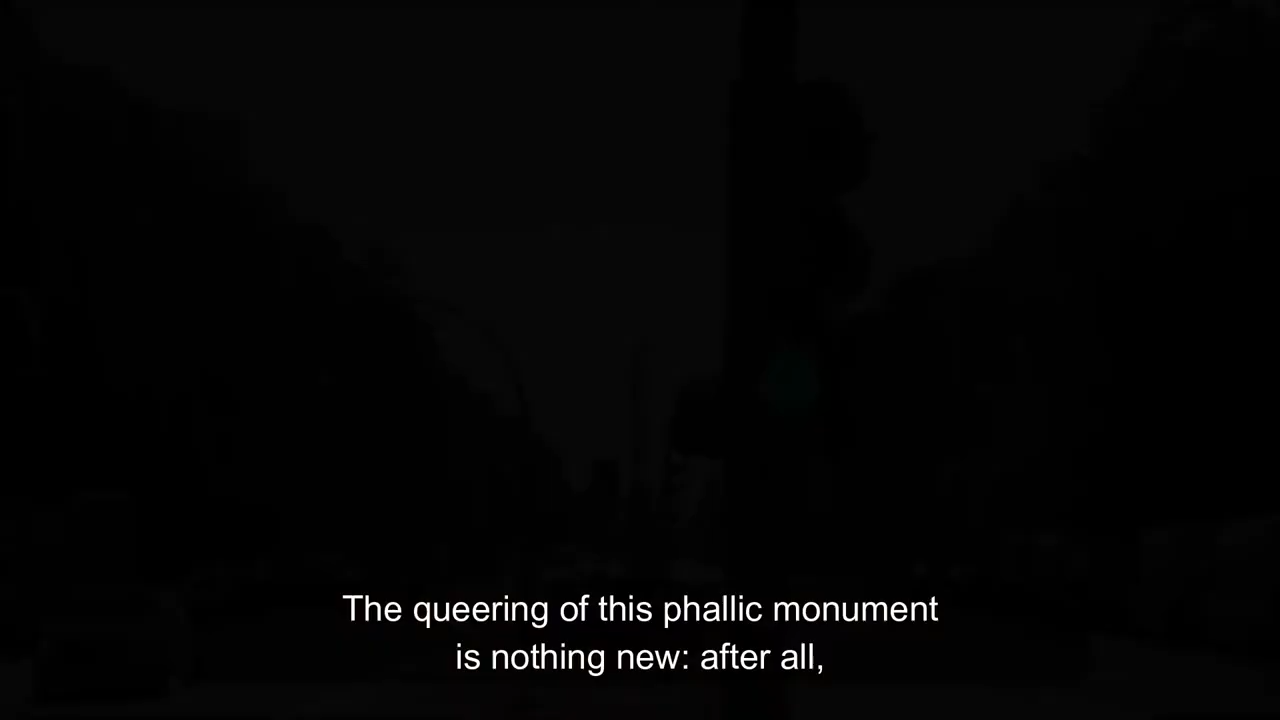 The queering of this phallic monument
is nothing new: after all,